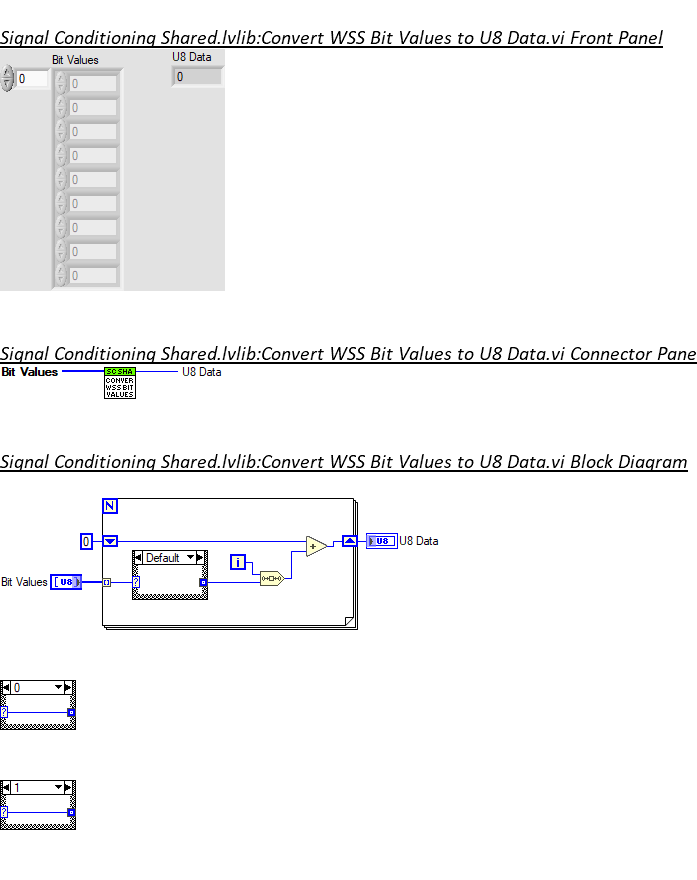 Signal Conditioning Shared.lvlib:Convert WSS Bit Values to U8 Data.vi Front Panel
Bit Values
U8 Data
0
0
0
0
0
0
0
0
0
0
0
Signal Conditioning Shared.lvlib:Convert WSS Bit Values to U8 Data.vi Connector Pane
Bit Values
SC SHA
CONVER
WSS BIT
VALUES
U8 Data
Signal Conditioning Shared.lvlib:Convert WSS Bit Values to U8 Data.vi Block Diagram
N
0
U8
U8 Data
Default
i
+
Bit Values
[U8]
?
0
?
1
?